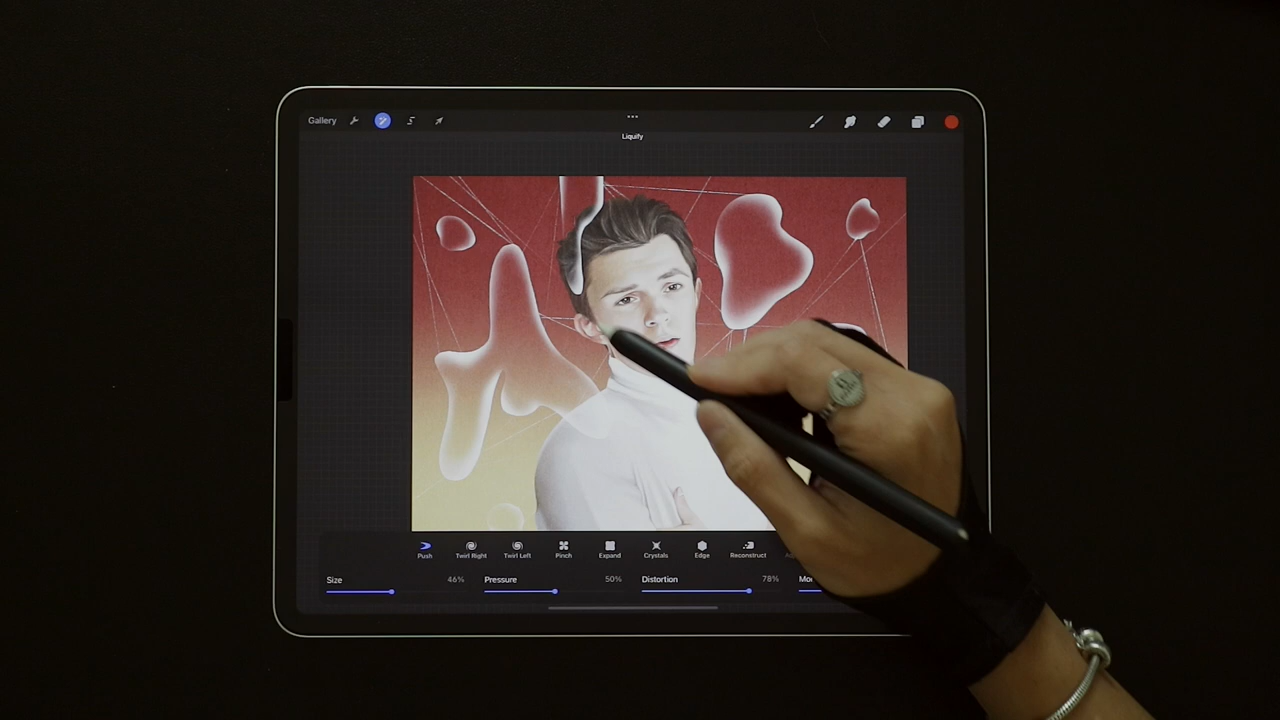 Gallery
Liquify
Push Twirl Right Twirl Left Pinch Expand Crystals Edge Reconstruct
Size 46% Pressure 50% Distortion 78%